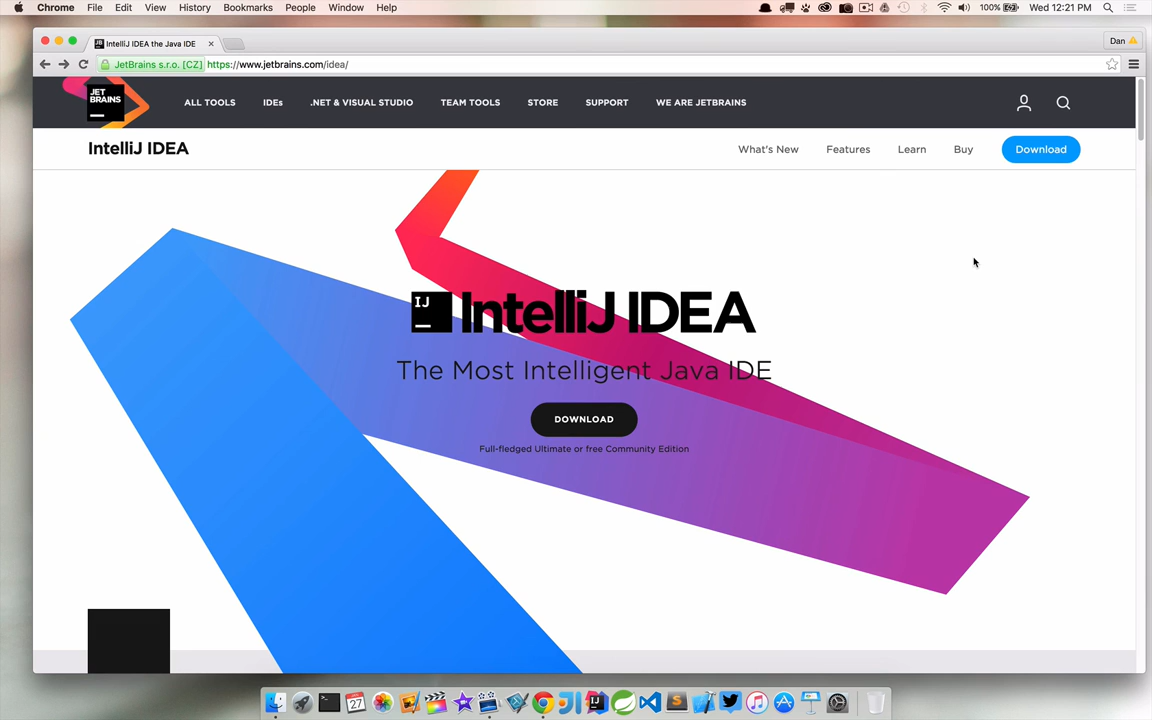 Chrome File Edit View History Bookmarks People Window Help 100% Wed 12:21 PM
IntelliJ IDEA the Java IDE Dan
JetBrains s.r.o. [CZ] https://www.jetbrains.com/idea/
JET
BRAINS
ALL TOOLS IDEs .NET & VISUAL STUDIO TEAM TOOLS STORE SUPPORT WE ARE JETBRAINS
IntelliJ IDEA What's New Features Learn Buy Download
IJ IntelliJ IDEA
The Most Intelligent Java IDE
DOWNLOAD
Full-fledged Ultimate or free Community Edition
27 IJ S